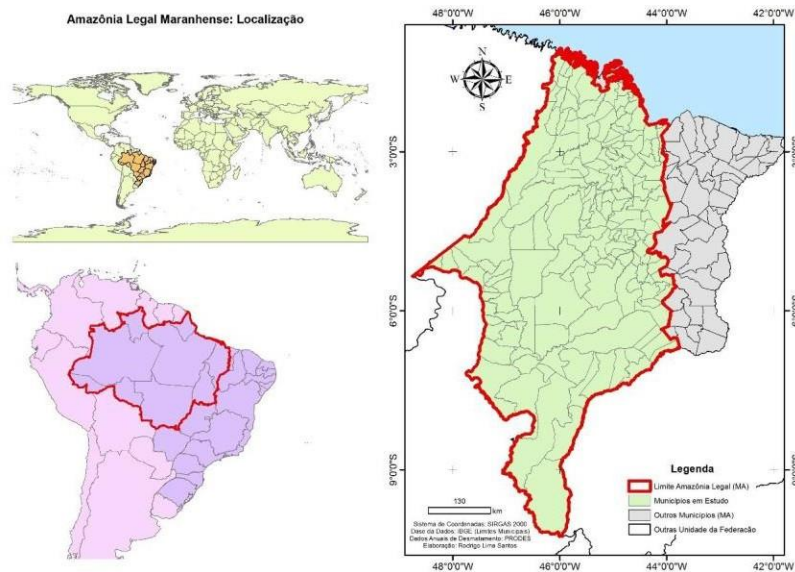 Amazônia Legal Maranhense: Localização
48°0'0"W 46°0'0"W 44°0'0"W 41°0'0"W
N
W E
S
3°0'0"S
6°0'0"S
9°0'0"S
Legenda
Limite Amazônia Legal (MA)
Municípios em Estudo
Outros Municípios (MA)
Outras Unidade da Federacão
130
km
Sistema de Coordenadas: SIRGAS 2000
Base da Dados: IBGE (Limites Municipais)
Dados Anuais de Desmatamento: PRODES
Elaboração: Rodrigo Lima Santos
48°0'0"W 46°0'0"W 44°0'0"W 42°0'0"W